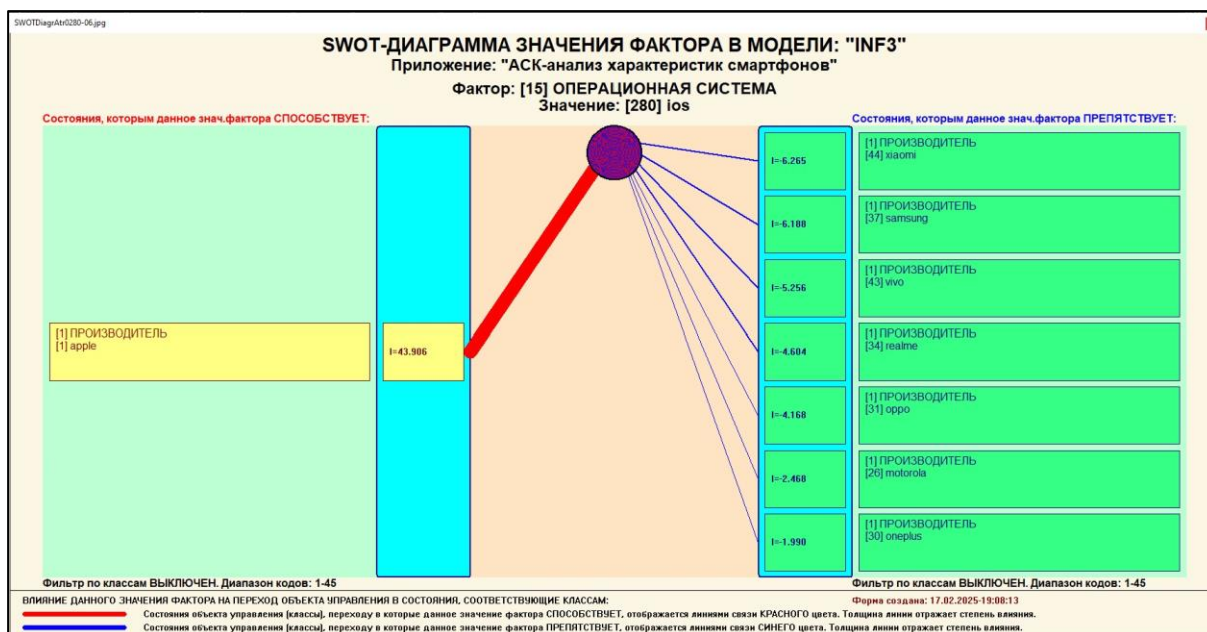 SWOTDiagrAtr0280-06.jpg
SWOT-ДИАГРАММА ЗНАЧЕНИЯ ФАКТОРА В МОДЕЛИ: "INF3"
Приложение: "АСК-анализ характеристик смартфонов"
Фактор: [15] ОПЕРАЦИОННАЯ СИСТЕМА
Значение: [280] ios
Состояния, которым данное знач.фактора СПОСОБСТВУЕТ:
Состояния, которым данное знач.фактора ПРЕПЯТСТВУЕТ:
[1] ПРОИЗВОДИТЕЛЬ
[1] apple
I=43.906
I=-6.265
[1] ПРОИЗВОДИТЕЛЬ
[44] xiaomi
I=-6.188
[1] ПРОИЗВОДИТЕЛЬ
[37] samsung
I=-5.256
[1] ПРОИЗВОДИТЕЛЬ
[43] vivo
I=-4.604
[1] ПРОИЗВОДИТЕЛЬ
[34] realme
I=-4.168
[1] ПРОИЗВОДИТЕЛЬ
[31] oppo
I=-2.468
[1] ПРОИЗВОДИТЕЛЬ
[26] motorola
I=-1.990
[1] ПРОИЗВОДИТЕЛЬ
[30] oneplus
Фильтр по классам ВЫКЛЮЧЕН. Диапазон кодов: 1-45
Фильтр по классам ВЫКЛЮЧЕН. Диапазон кодов: 1-45
ВЛИЯНИЕ ДАННОГО ЗНАЧЕНИЯ ФАКТОРА НА ПЕРЕХОД ОБЪЕКТА УПРАВЛЕНИЯ В СОСТОЯНИЯ, СООТВЕТСТВУЮЩИЕ КЛАССАМ:
Форма создана: 17.02.2025-19:08:13
Состояния объекта управления [классы], переходу в которые данное значение фактора СПОСОБСТВУЕТ, отображается линиями связи КРАСНОГО цвета. Толщина линии отражает степень влияния.
Состояния объекта управления [классы], переходу в которые данное значение фактора ПРЕПЯТСТВУЕТ, отображается линиями связи СИНЕГО цвета. Толщина линии отражает степень влияния.